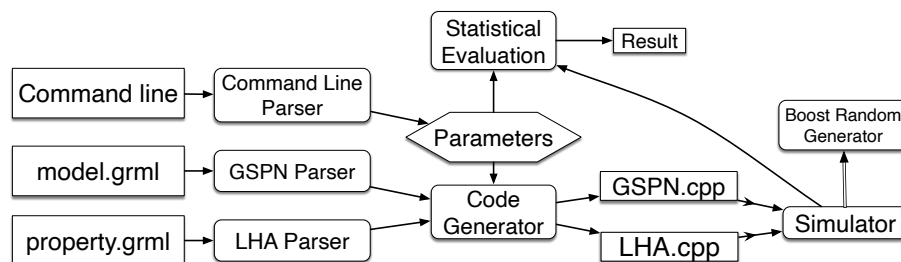 Statistical
Evaluation
Result
Command line
Command Line
Parser
Boost Random
Generator
Parameters
model.grml
GSPN Parser
Code
Generator
GSPN.cpp
Simulator
property.grml
LHA Parser
LHA.cpp